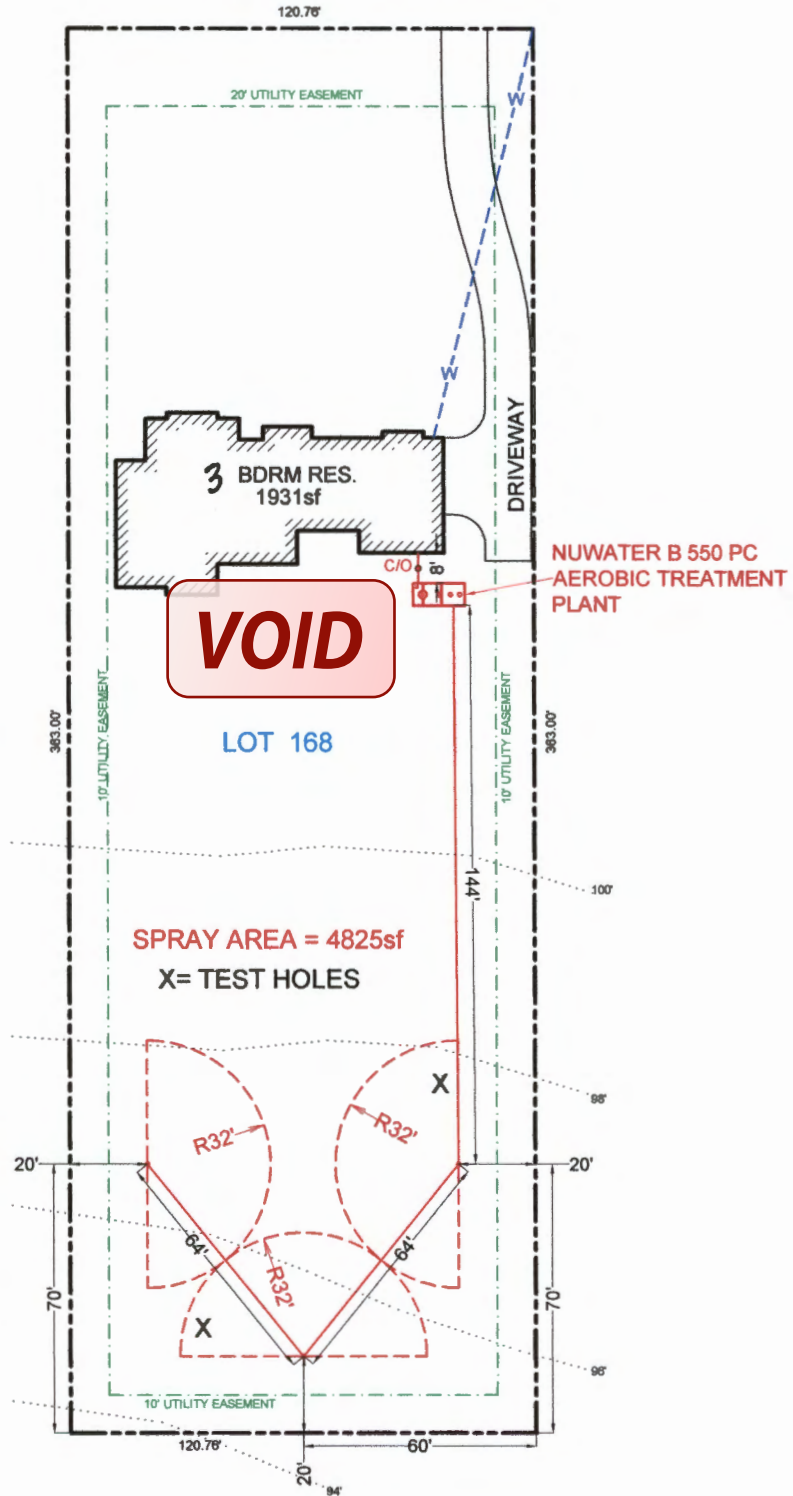 120.76'
20' UTILITY EASEMENT
W
W
DRIVEWAY
3 BDRM RES.
1931sf
C/O
8'
NUWATER B 550 PC
AEROBIC TREATMENT
PLANT
VOID
10' UTILITY EASEMENT
10' UTILITY EASEMENT
363.00'
363.00'
LOT 168
144'
100'
SPRAY AREA = 4825sf
X= TEST HOLES
X
98'
R32'
R32'
20'
20'
64'
64'
R32'
70'
70'
X
96'
10' UTILITY EASEMENT
120.76'
60'
20'
94'